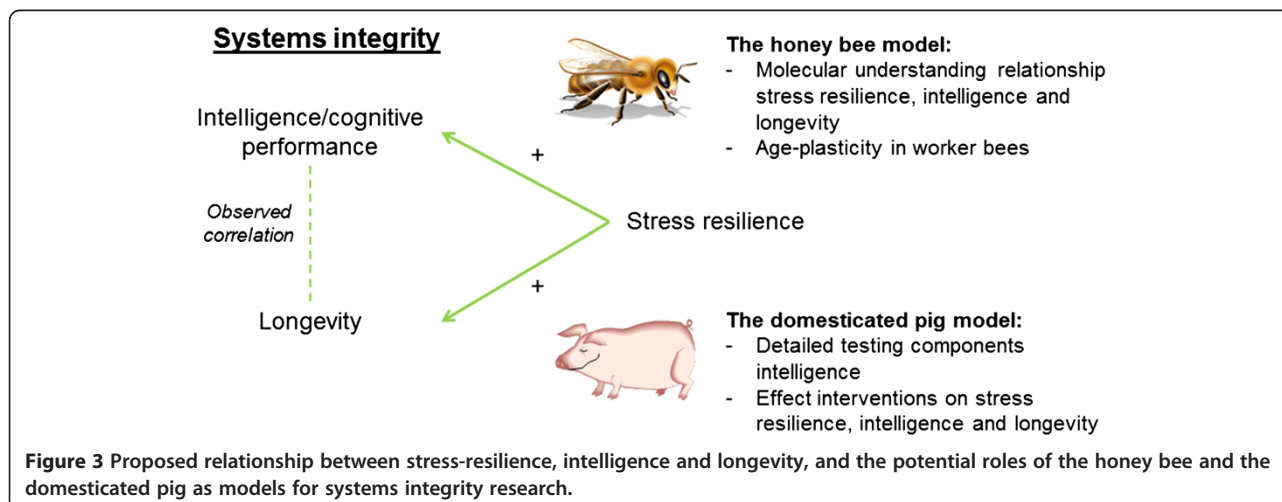 Systems integrity
Intelligence/cognitive
performance
Observed
correlation
Longevity
+
Stress resilience
+
The honey bee model:
- Molecular understanding relationship
stress resilience, intelligence and
longevity
- Age-plasticity in worker bees
The domesticated pig model:
- Detailed testing components
intelligence
- Effect interventions on stress
resilience, intelligence and longevity
Figure 3 Proposed relationship between stress-resilience, intelligence and longevity, and the potential roles of the honey bee and the
domesticated pig as models for systems integrity research.